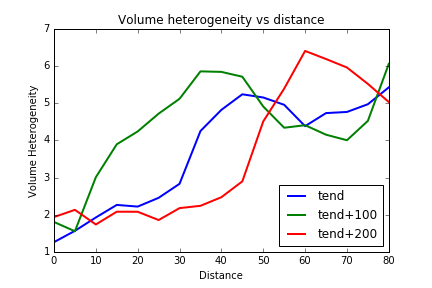 Volume heterogeneity vs distance
7
6
5
4
3
2
1
Volume Heterogeneity
0 10 20 30 40 50 60 70 80
Distance
tend
tend+100
tend+200